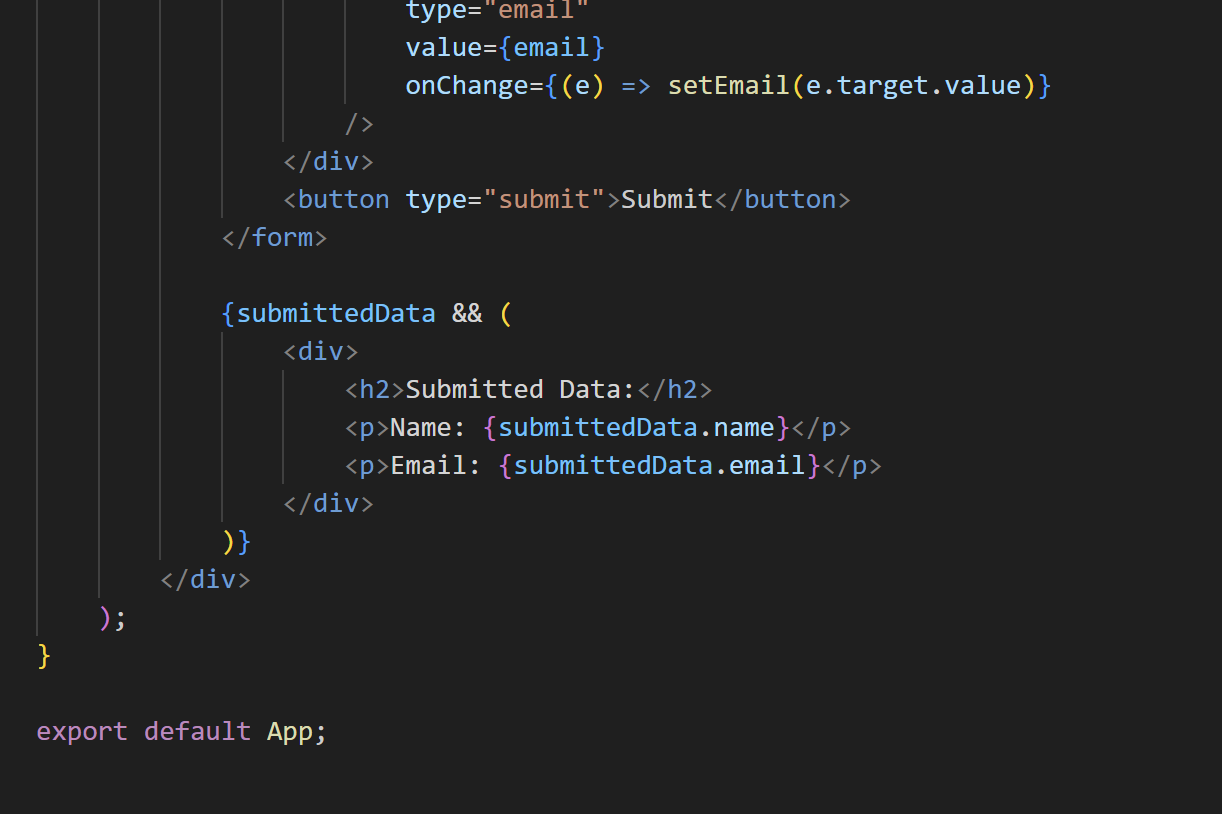 type="email"
value={email}
onChange={(e) => setEmail(e.target.value)}
/>
</div>
<button type="submit">Submit</button>
</form>
{submittedData && (
<div>
<h2>Submitted Data:</h2>
<p>Name: {submittedData.name}</p>
<p>Email: {submittedData.email}</p>
</div>
)}
</div>
);
}
export default App;